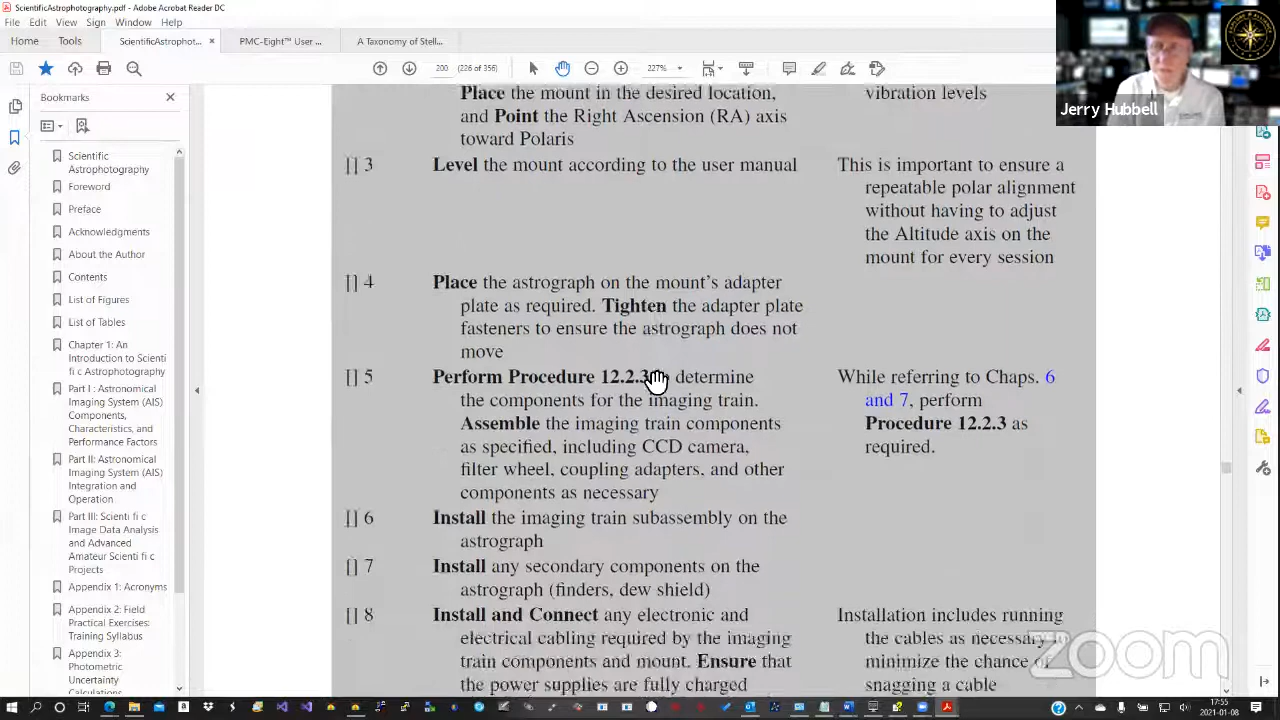 ScientificAstrophotography.pdf - Adobe Acrobat Reader DC
File Edit View Sign Window Help
Home Tools ScientificAstrophot... × PMC-Eight™ User ... A Taxonomy of Stell...
200 (226 of 356) 227%
Jerry Hubbell
Bookmarks
Scientific
Astrophotography
Foreword
Preface
Acknowledgments
About the Author
Contents
List of Figures
List of Tables
Chapter 1: An
Introduction to Scienti
fi c Astrophotography
Part I : Astronomical
Imaging System (AIS)
Components,
Characteristics, and
Performance Factors
Part II: Astronomical
Imaging System (AIS)
Integration and
Operation
Part III: Scienti fi c
Image Data Analysis
and Advanced
Amateur Scienti fi c
Projects
Appendix 1: Acronyms
Appendix 2: Field
Practical Exercises:
Training Syllabus
Appendix 3:
Photometric
Uncertainty Calculation
Place the mount in the desired location,
and Point the Right Ascension (RA) axis
toward Polaris
vibration levels
[] 3 Level the mount according to the user manual
This is important to ensure a
repeatable polar alignment
without having to adjust
the Altitude axis on the
mount for every session
[] 4 Place the astrograph on the mount's adapter
plate as required. Tighten the adapter plate
fasteners to ensure the astrograph does not
move
[] 5 Perform Procedure 12.2.3 determine
the components for the imaging train.
Assemble the imaging train components
as specified, including CCD camera,
filter wheel, coupling adapters, and other
components as necessary
While referring to Chaps. 6
and 7, perform
Procedure 12.2.3 as
required.
[] 6 Install the imaging train subassembly on the
astrograph
[] 7 Install any secondary components on the
astrograph (finders, dew shield)
[] 8 Install and Connect any electronic and
electrical cabling required by the imaging
train components and mount. Ensure that
the power supplies are fully charged
Installation includes running
the cables as necessary
minimize the chance of
snagging a cable
zoom
17:55
2021-01-08